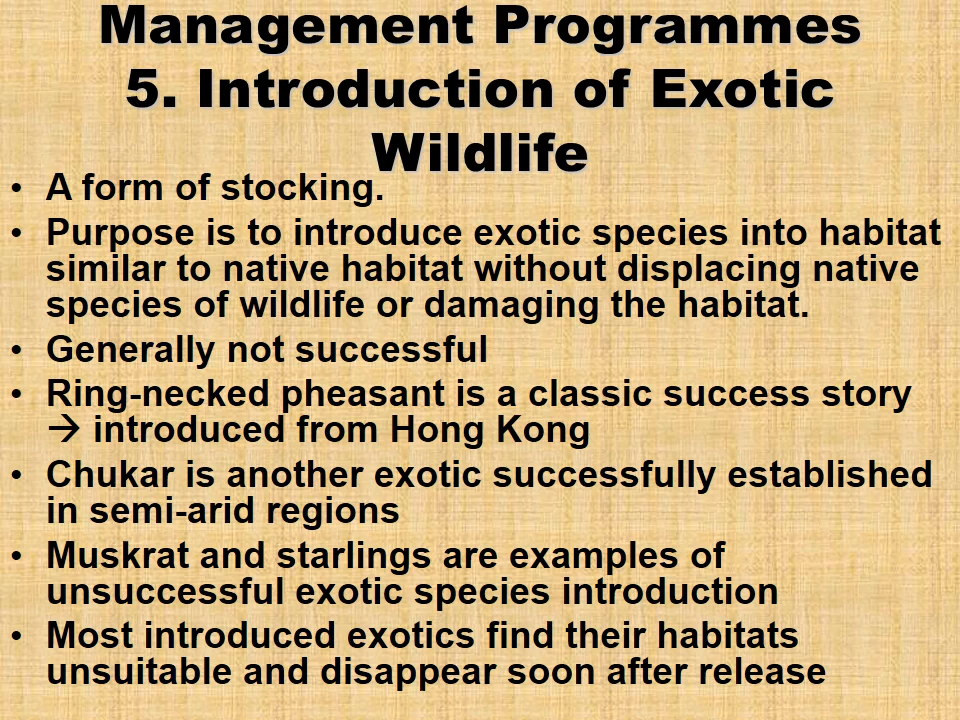 Management Programmes
5. Introduction of Exotic
Wildlife
• A form of stocking.
• Purpose is to introduce exotic species into habitat
similar to native habitat without displacing native
species of wildlife or damaging the habitat.
• Generally not successful
• Ring-necked pheasant is a classic success story
→ introduced from Hong Kong
• Chukar is another exotic successfully established
in semi-arid regions
• Muskrat and starlings are examples of
unsuccessful exotic species introduction
• Most introduced exotics find their habitats
unsuitable and disappear soon after release